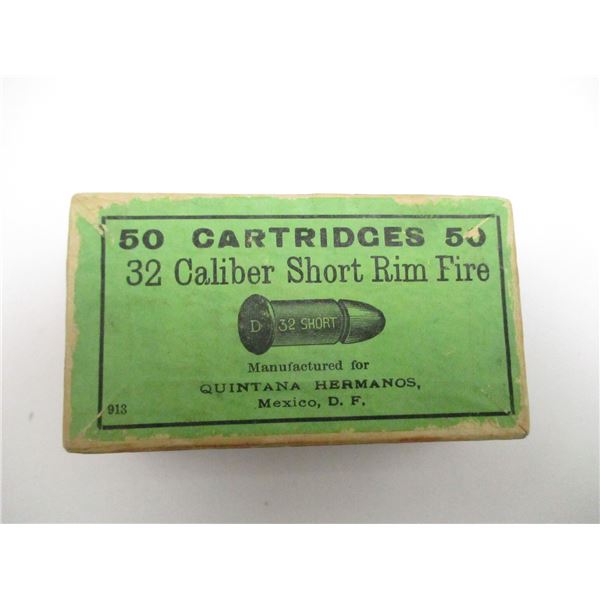 50 CARTRIDGES 50
32 Caliber Short Rim Fire
D 32 SHORT
Manufactured for
QUINTANA HERMANOS,
Mexico, D. F.
913